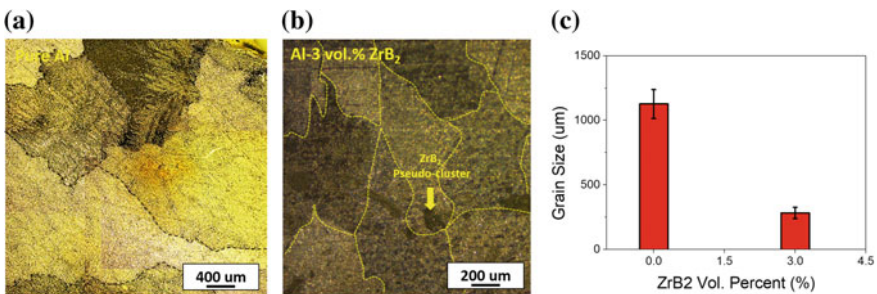 (a)
Pure Al
400 um
(b)
Al-3 vol.% ZrB₂
ZrB₂
Pseudo-cluster
200 um
(c)
1500
1000
500
0
Grain Size (um)
0.0 1.5 3.0 4.5
ZrB2 Vol. Percent (%)